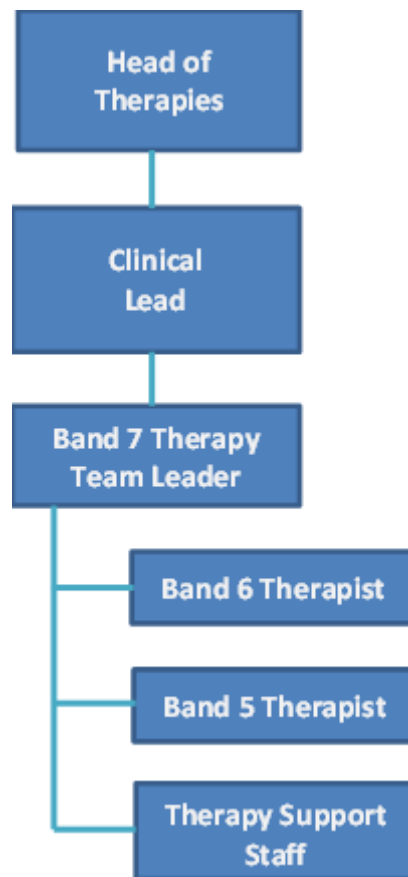 Head of
Therapies
Clinical
Lead
Band 7 Therapy
Team Leader
Band 6 Therapist
Band 5 Therapist
Therapy Support
Staff